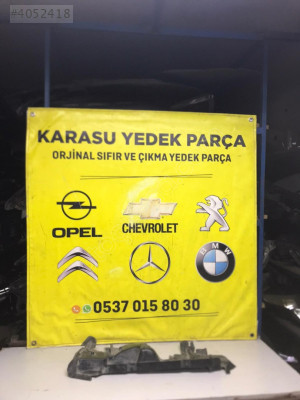 #4052418
KARASU YEDEK PARÇA
ORJİNAL SIFIR VE ÇIKMA YEDEK PARÇA
OPEL
CHEVROLET
BMW
0537 015 80 30